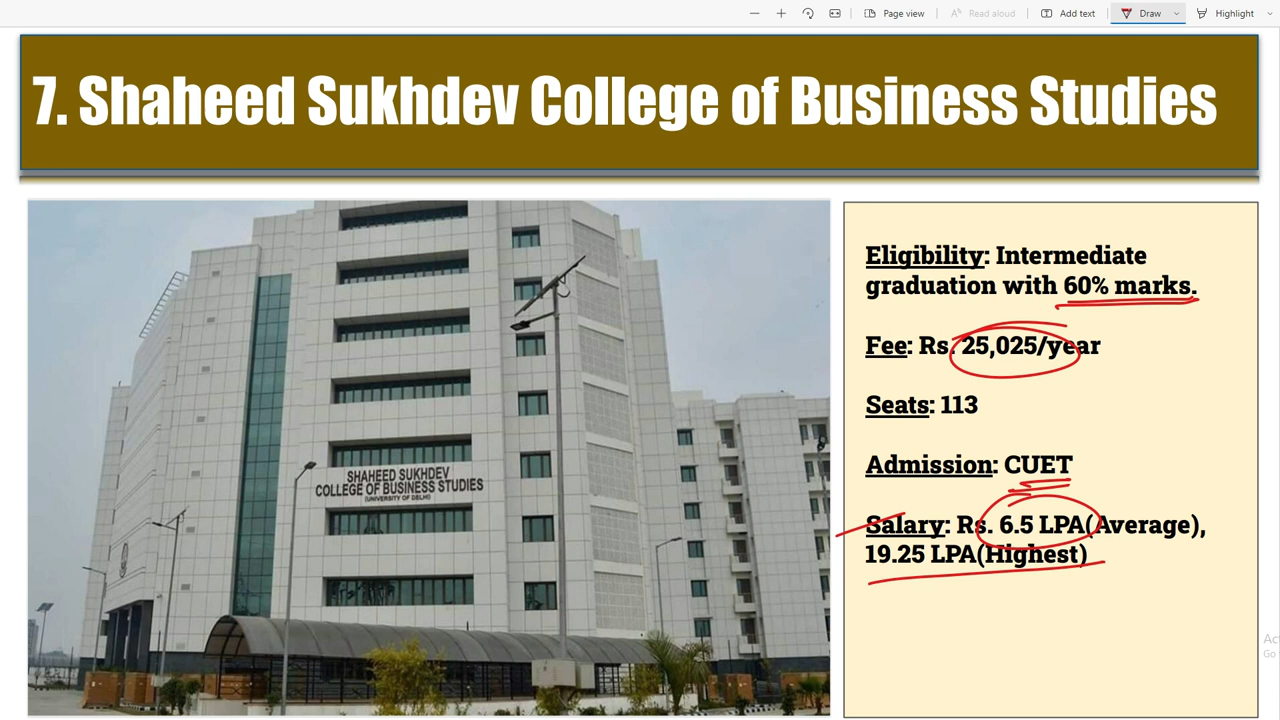 Page view
Read aloud
Add text
Draw
Highlight
7. Shaheed Sukhdev College of Business Studies
SHAHEED SUKHDEV
COLLEGE OF BUSINESS STUDIES
(UNIVERSITY OF DELHI)
Eligibility: Intermediate
graduation with 60% marks.
Fee: Rs. 25,025/year
Seats: 113
Admission: CUET
Salary: Rs. 6.5 LPA(Average),
19.25 LPA(Highest)
Act
Go